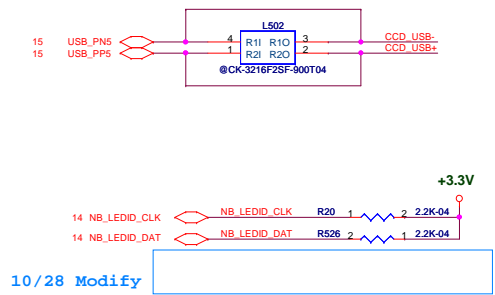 L502
15 USB_PN5 4 R1I R1O 3 CCD_USB-
15 USB_PP5 1 R2I R2O 2 CCD_USB+
@CK-3216F2SF-900T04
+3.3V
14 NB_LEDID_CLK NB_LEDID_CLK R20 1 2 2.2K-04
14 NB_LEDID_DAT NB_LEDID_DAT R526 2 1 2.2K-04
10/28 Modify